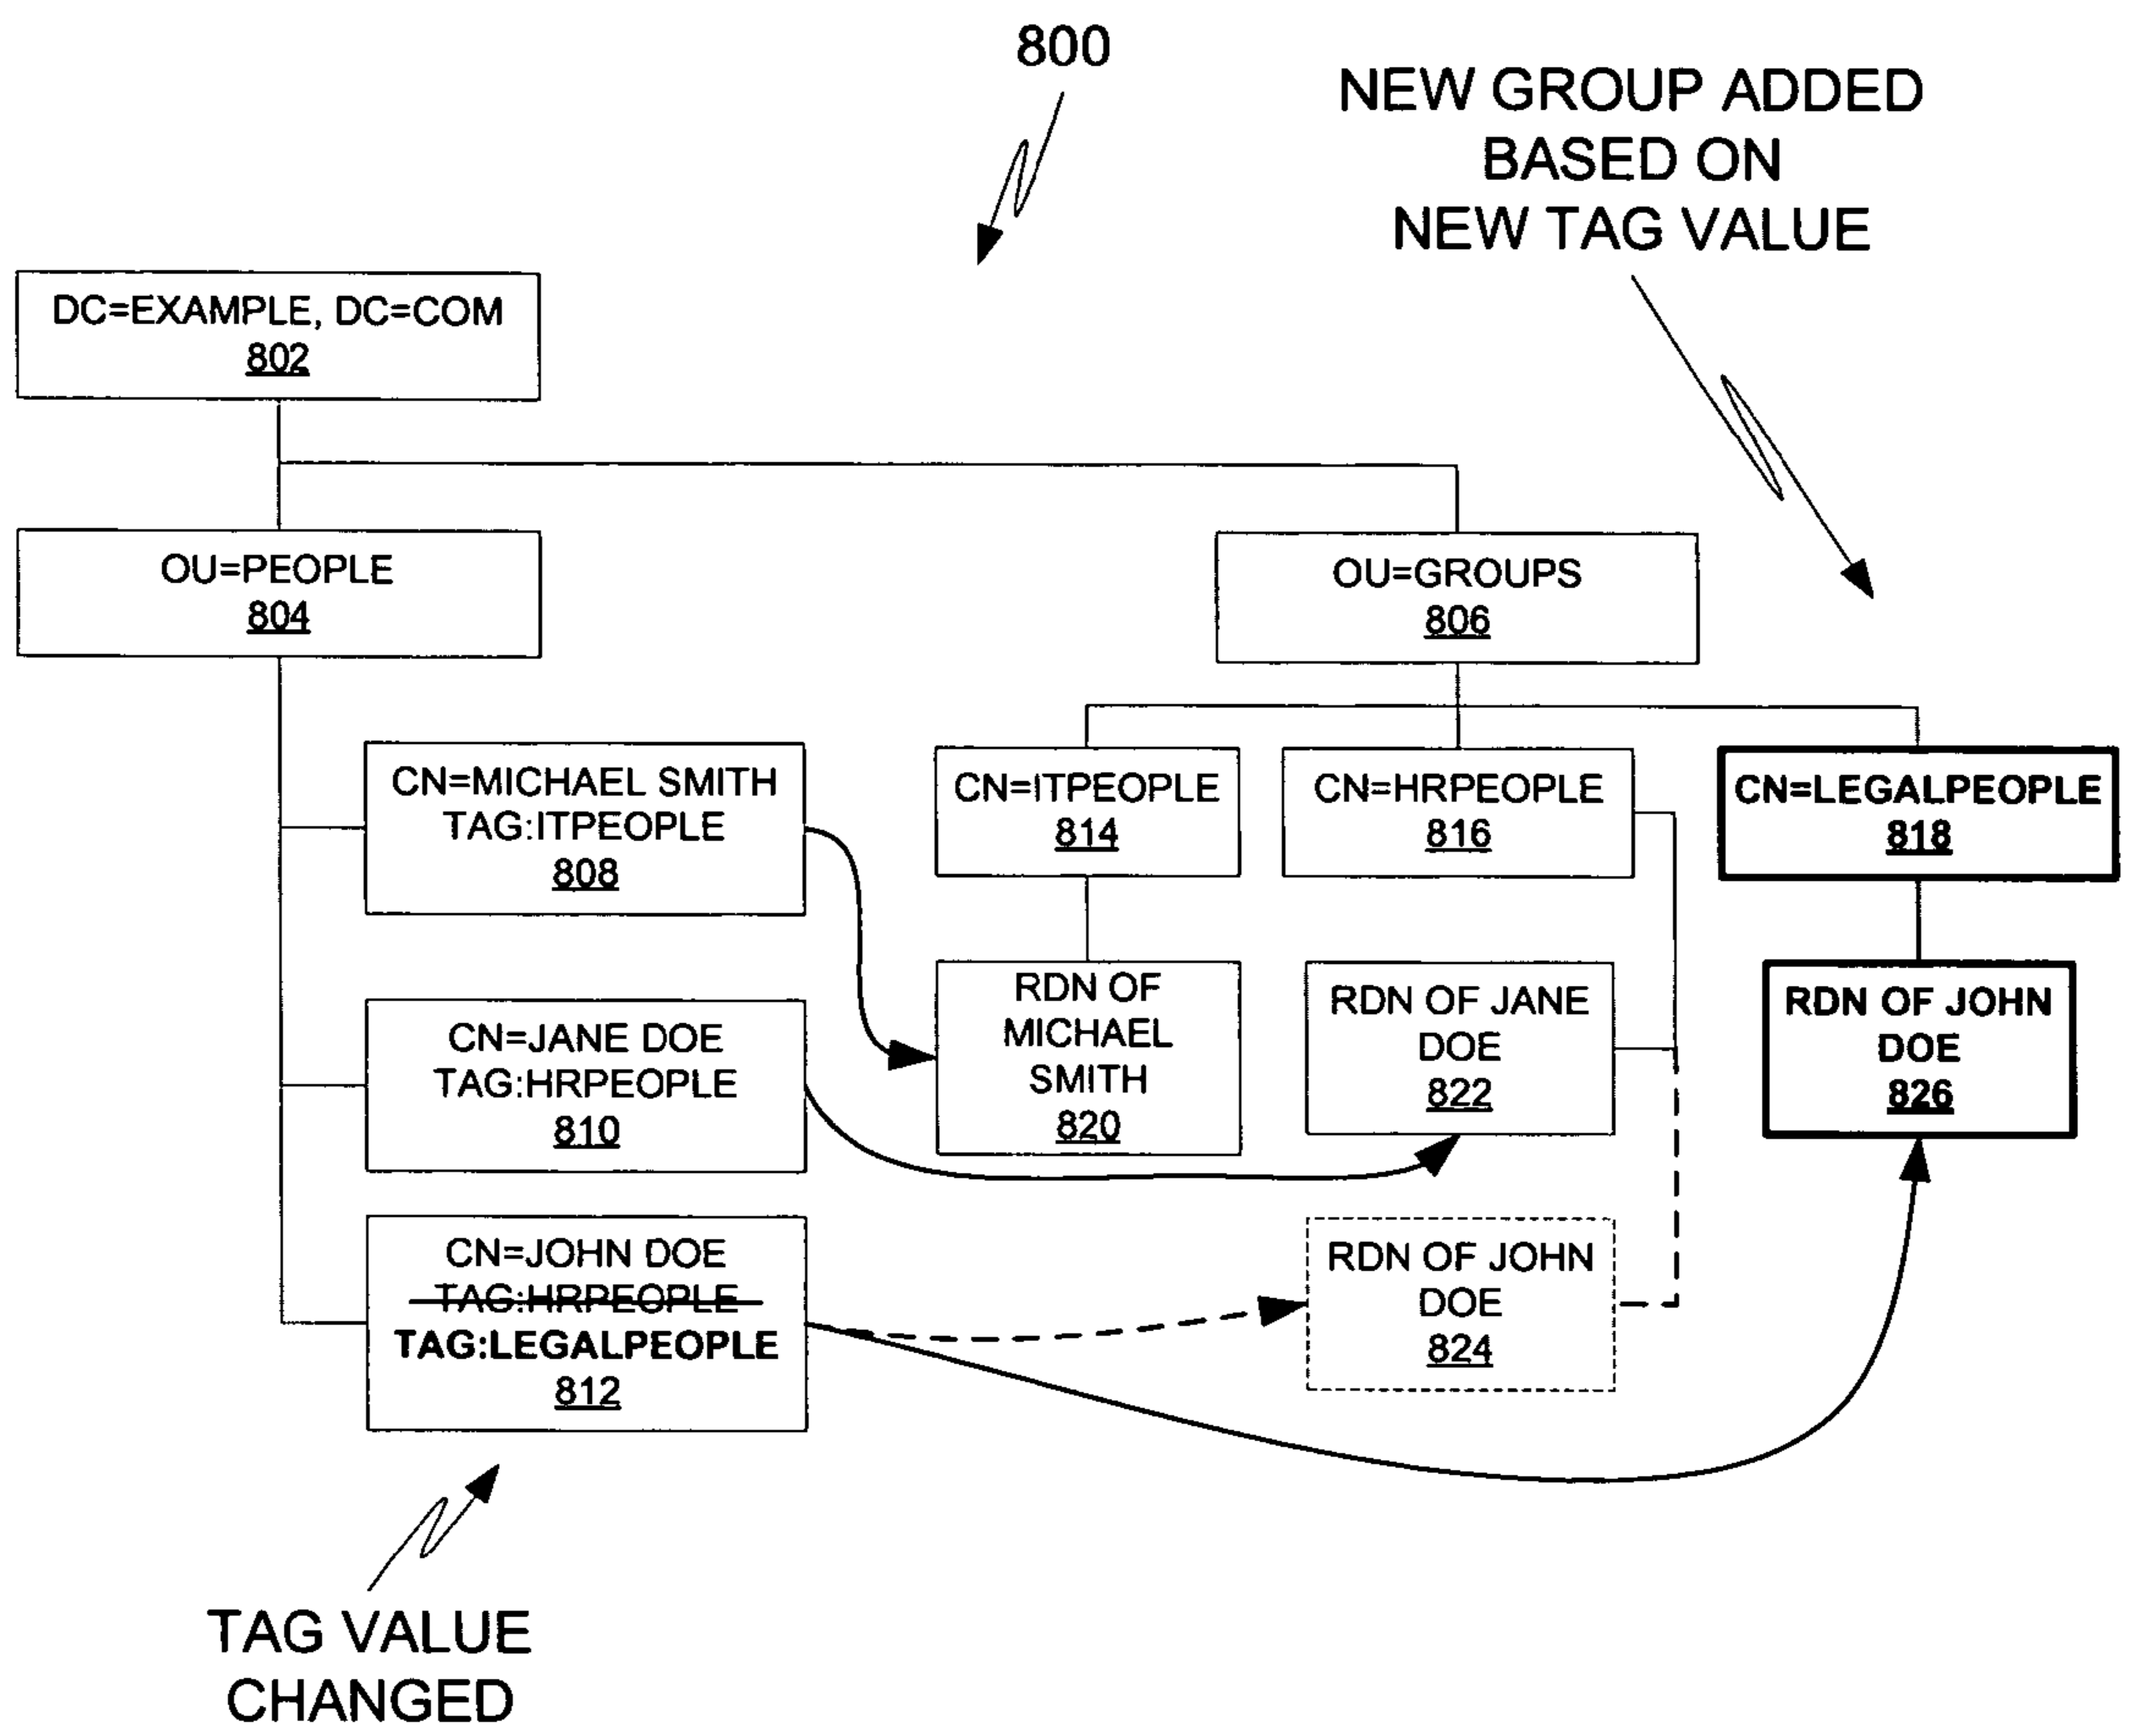 800
NEW GROUP ADDED
BASED ON
NEW TAG VALUE
DC=EXAMPLE, DC=COM
802
OU=PEOPLE
804
OU=GROUPS
806
CN=MICHAEL SMITH
TAG:ITPEOPLE
808
CN=ITPEOPLE
814
CN=HRPEOPLE
816
CN=LEGALPEOPLE
818
CN=JANE DOE
TAG:HRPEOPLE
810
RDN OF
MICHAEL
SMITH
820
RDN OF JANE
DOE
822
RDN OF JOHN
DOE
826
CN=JOHN DOE
TAG:HRPEOPLE
TAG:LEGALPEOPLE
812
RDN OF JOHN
DOE
824
TAG VALUE
CHANGED